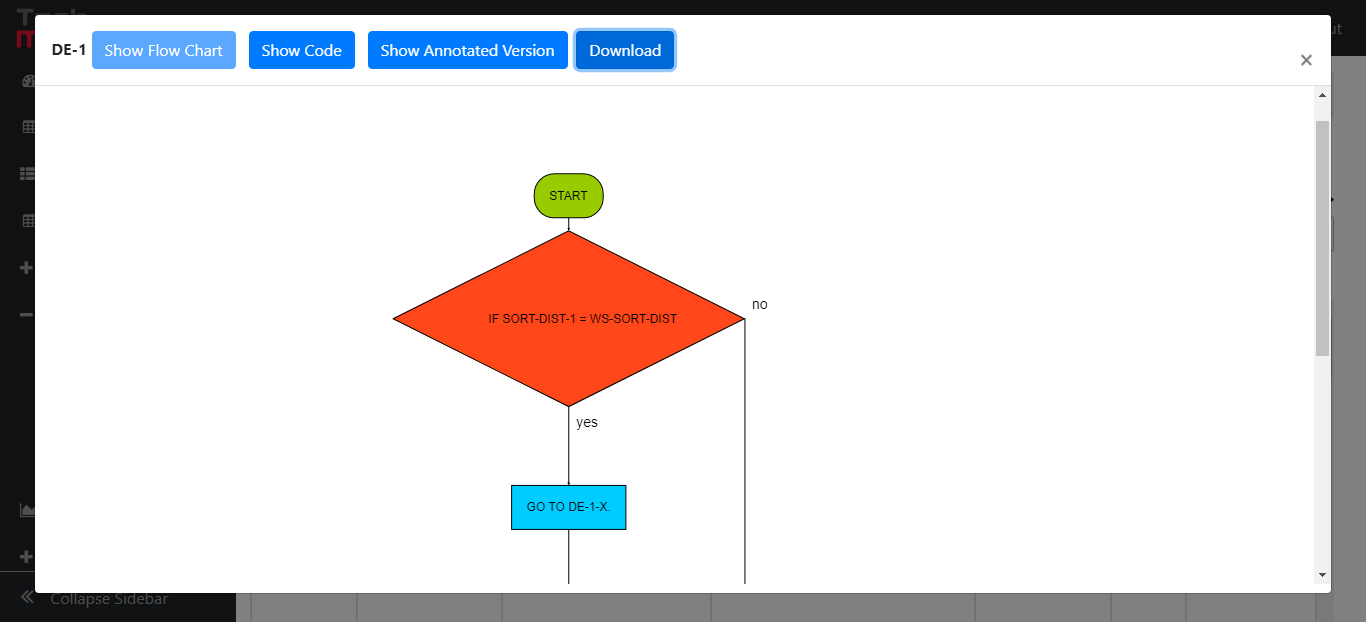 DE-1 Show Flow Chart Show Code Show Annotated Version Download ×
START
no
IF SORT-DIST-1 = WS-SORT-DIST
yes
GO TO DE-1-X.
Collapse Sidebar